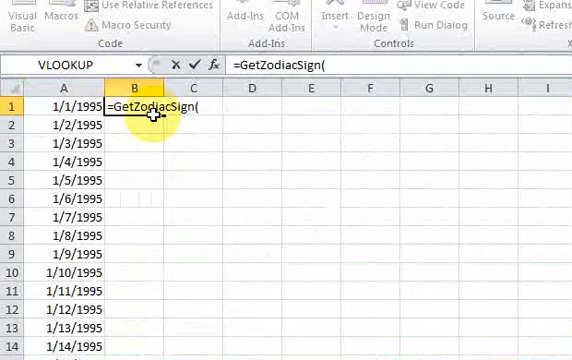 Visual Macros Use Relative References Add-Ins COM Insert Design View Code Source Expans
Basic Macro Security Add-Ins Mode Run Dialog Refresh
Code Add-Ins Controls
VLOOKUP fx =GetZodiacSign(
A B C D E F G H I
1 1/1/1995 =GetZodiacSign(
2 1/2/1995
3 1/3/1995
4 1/4/1995
5 1/5/1995
6 1/6/1995
7 1/7/1995
8 1/8/1995
9 1/9/1995
10 1/10/1995
11 1/11/1995
12 1/12/1995
13 1/13/1995
14 1/14/1995